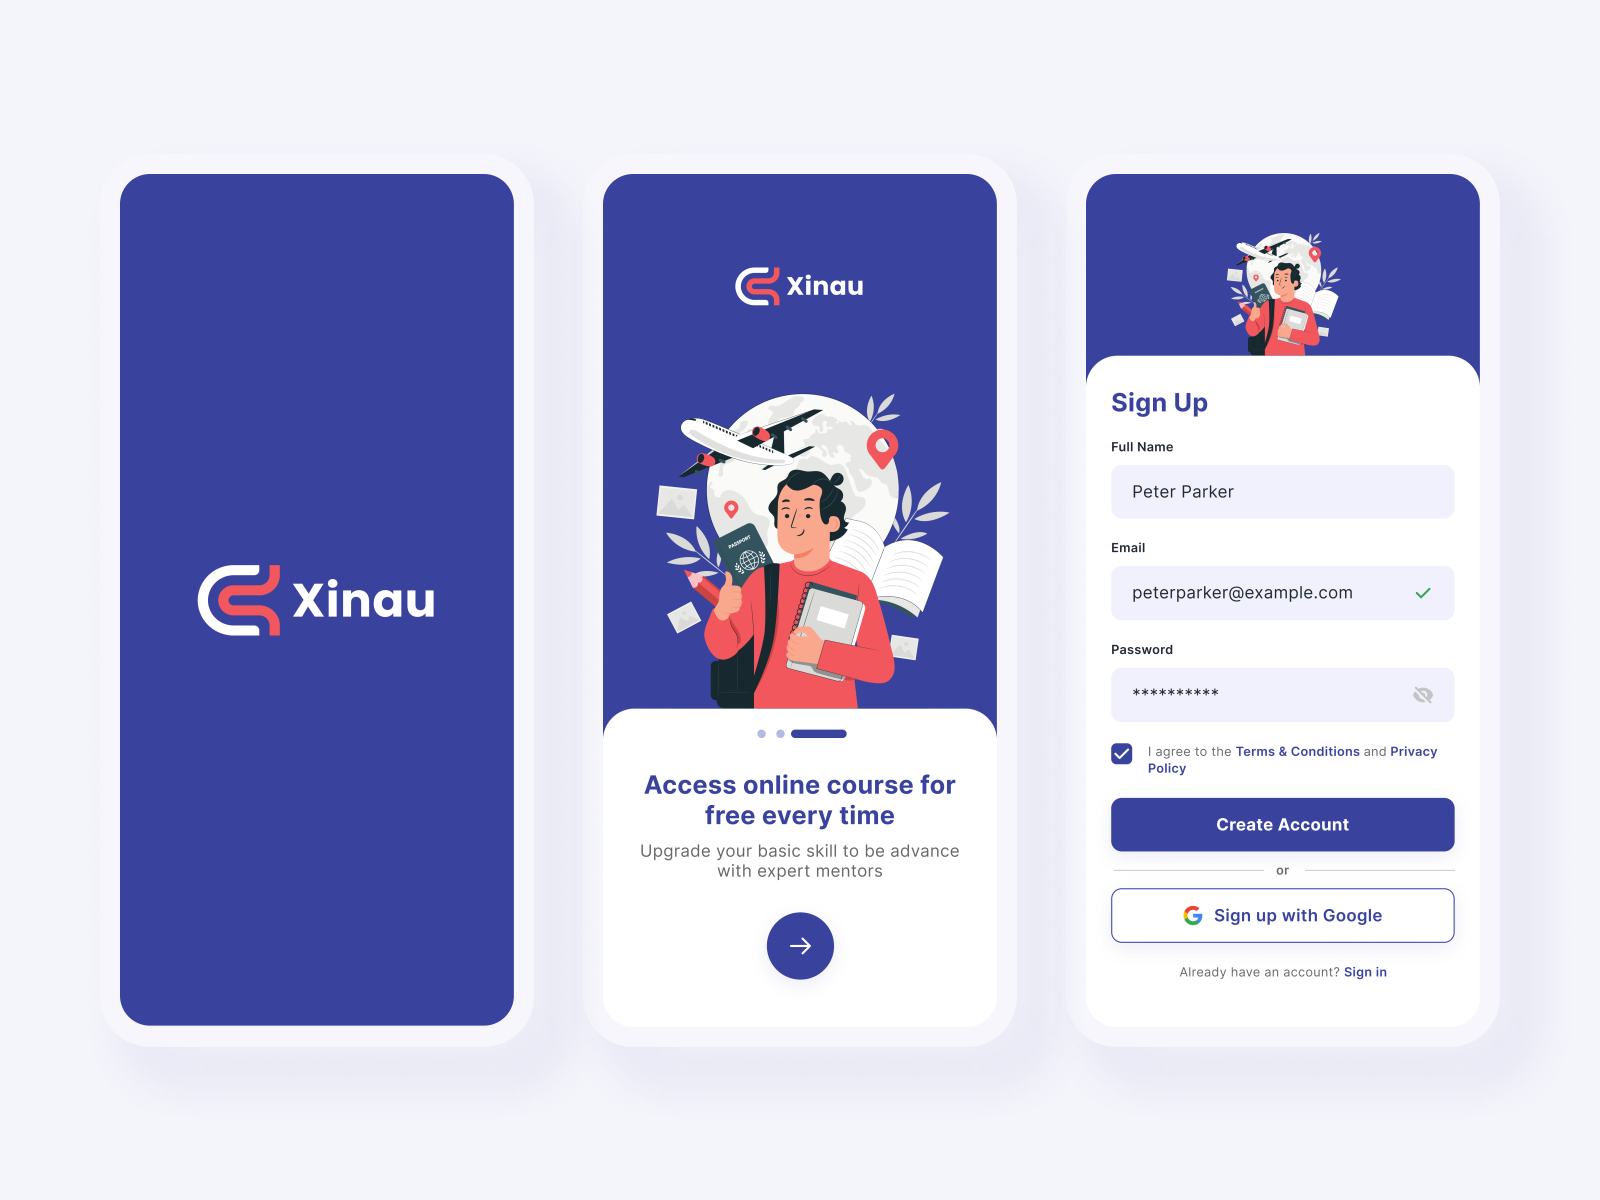 Xinau
Xinau
PASSPORT
Access online course for
free every time
Upgrade your basic skill to be advance
with expert mentors
Sign Up
Full Name
Peter Parker
Email
peterparker@example.com
Password
**********
I agree to the Terms & Conditions and Privacy
Policy
Create Account
or
Sign up with Google
Already have an account? Sign in